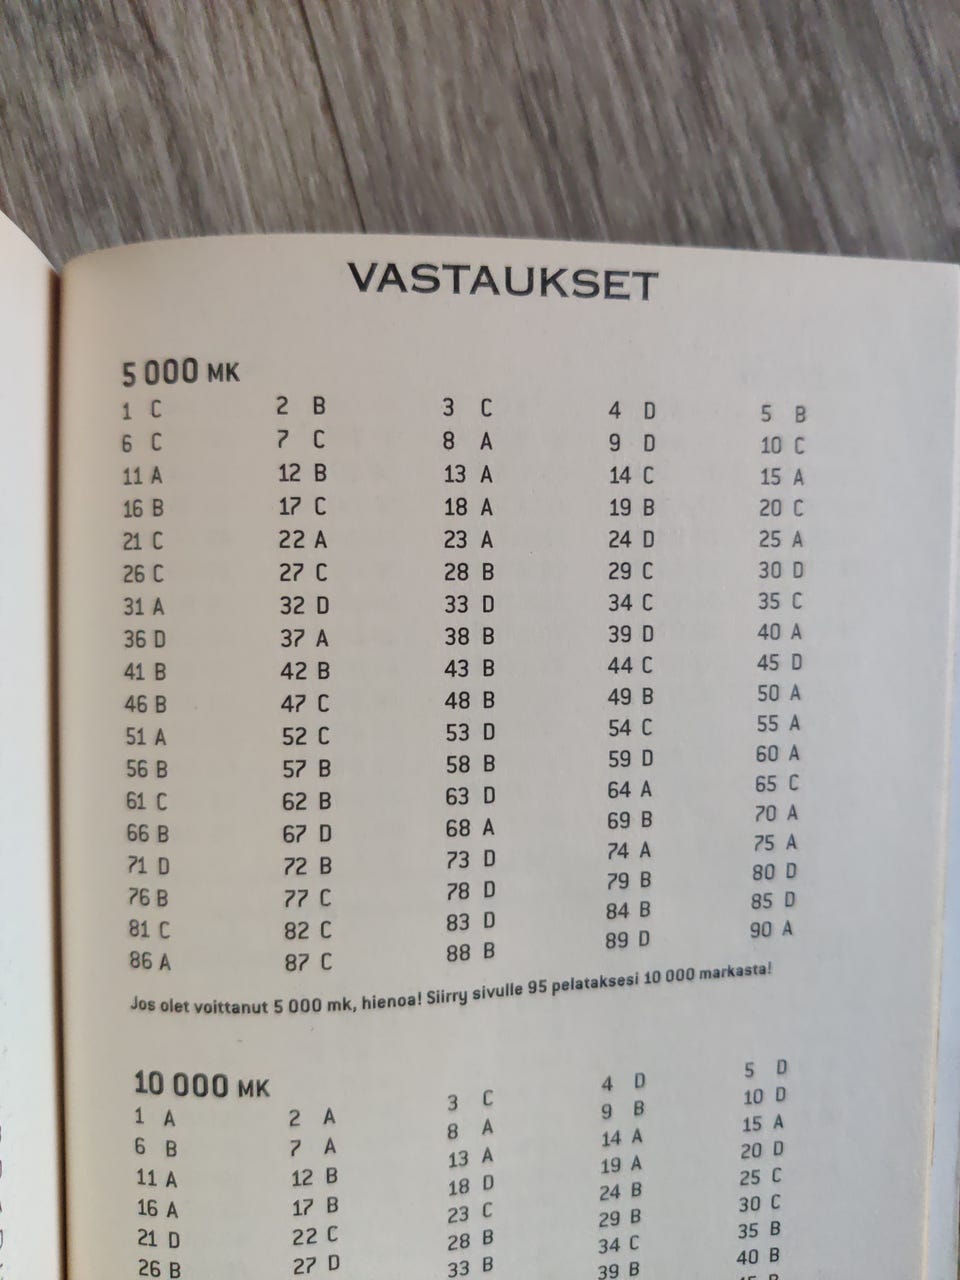 VASTAUKSET
5 000 MK
1 C 2 B 3 C 4 D 5 B
6 C 7 C 8 A 9 D 10 C
11 A 12 B 13 A 14 C 15 A
16 B 17 C 18 A 19 B 20 C
21 C 22 A 23 A 24 D 25 A
26 C 27 C 28 B 29 C 30 D
31 A 32 D 33 D 34 C 35 C
36 D 37 A 38 B 39 D 40 A
41 B 42 B 43 B 44 C 45 D
46 B 47 C 48 B 49 B 50 A
51 A 52 C 53 D 54 C 55 A
56 B 57 B 58 B 59 D 60 A
61 C 62 B 63 D 64 A 65 C
66 B 67 D 68 A 69 B 70 A
71 D 72 B 73 D 74 A 75 A
76 B 77 C 78 D 79 B 80 D
81 C 82 C 83 D 84 B 85 D
86 A 87 C 88 B 89 D 90 A
Jos olet voittanut 5 000 mk, hienoa! Siirry sivulle 95 pelataksesi 10 000 markasta!
10 000 MK
1 A 2 A 3 C 4 D 5 D
6 B 7 A 8 A 9 B 10 D
11 A 12 B 13 A 14 A 15 A
16 A 17 B 18 D 19 A 20 D
21 D 22 C 23 C 24 B 25 C
26 B 27 D 28 B 29 B 30 C
33 B 34 C 35 B
39 B 40 B